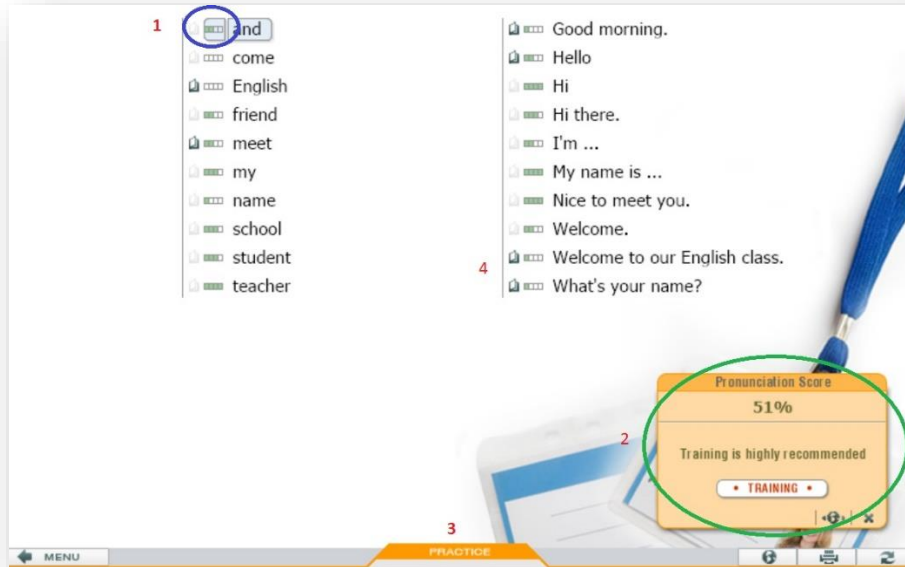 1
and
come
English
friend
meet
my
name
school
student
teacher
Good morning.
Hello
Hi
Hi there.
I'm ...
My name is ...
Nice to meet you.
Welcome.
4
Welcome to our English class.
What's your name?
Pronunciation Score
51%
2
Training is highly recommended
• TRAINING •
3
MENU
PRACTICE